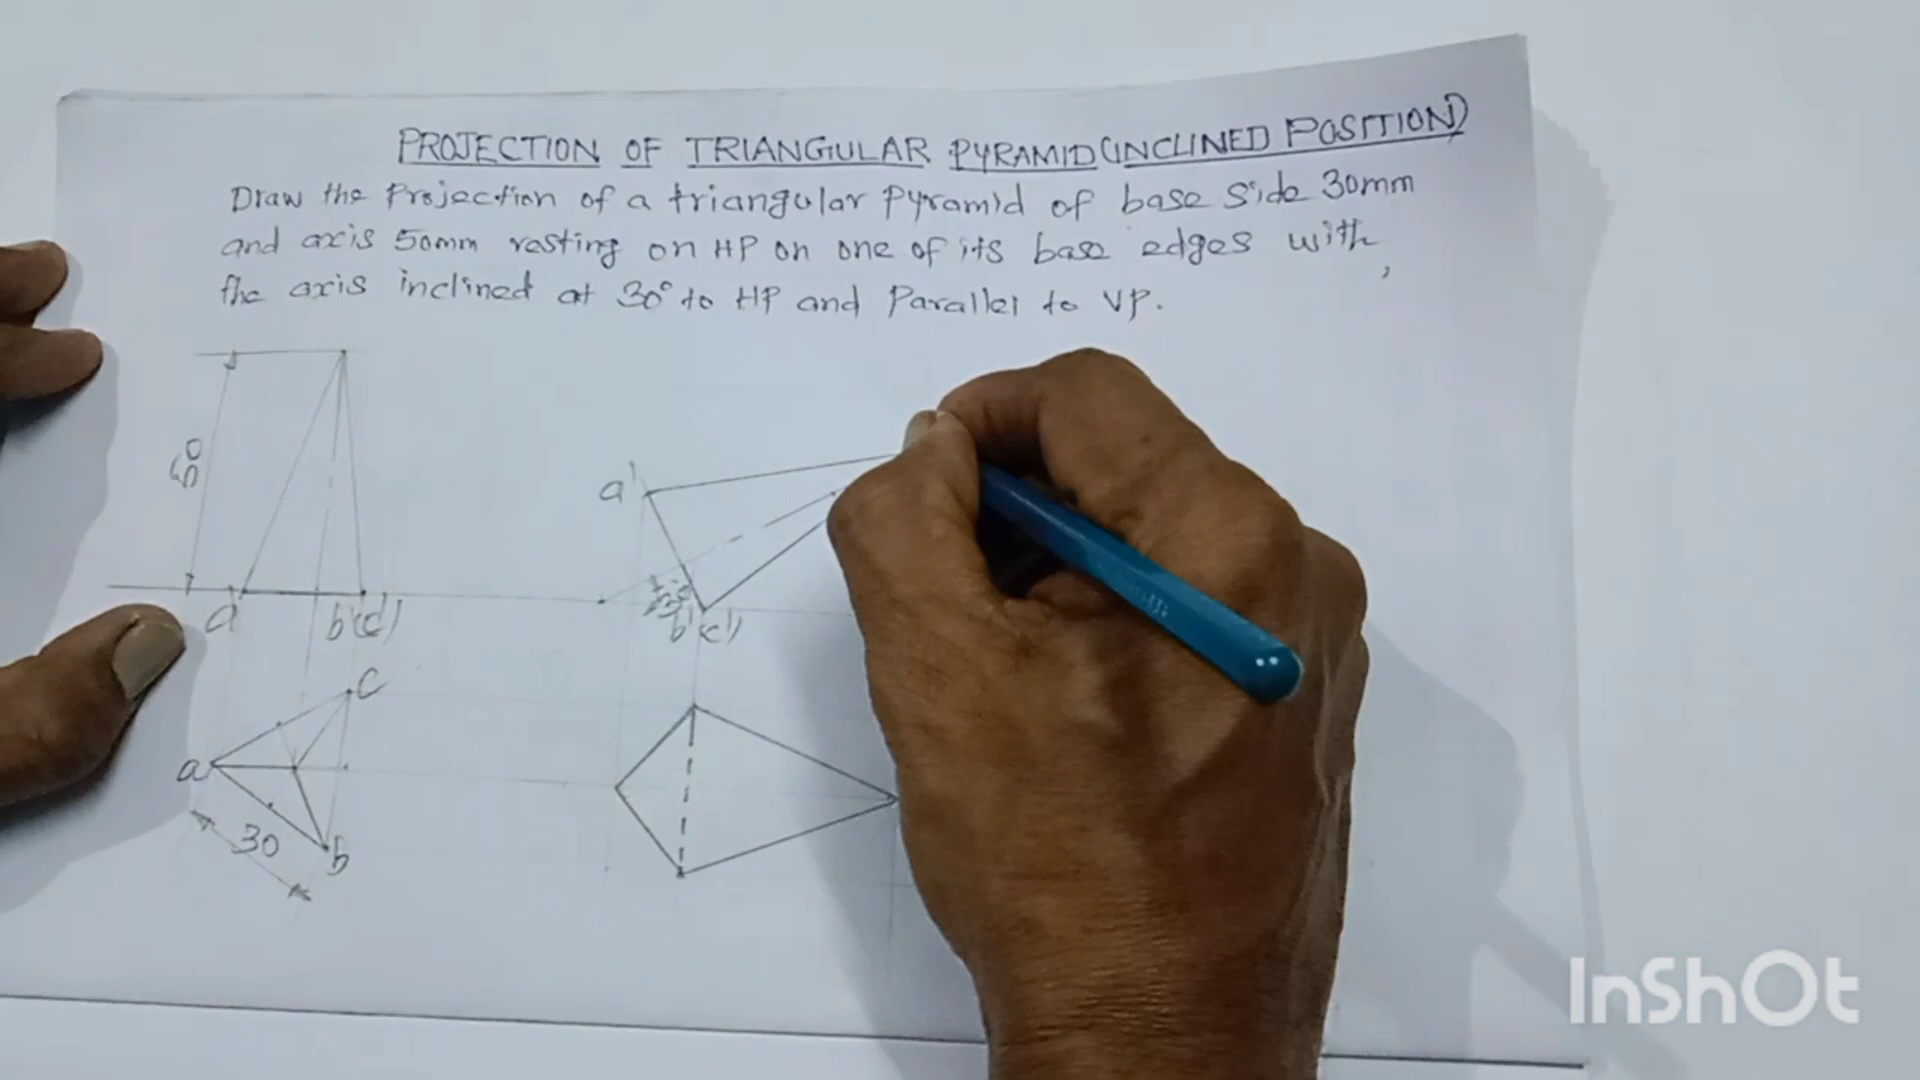 PROJECTION OF TRIANGULAR PYRAMID (INCLINED POSITION)
Draw the Projection of a triangular pyramid of base side 30mm
and axis 50mm resting on HP on one of its base edges with,
the axis inclined at 30° to HP and Parallel to VP.
50
a' b'(c')
a'
30°
b'(c')
c
a
30
b
InShOt